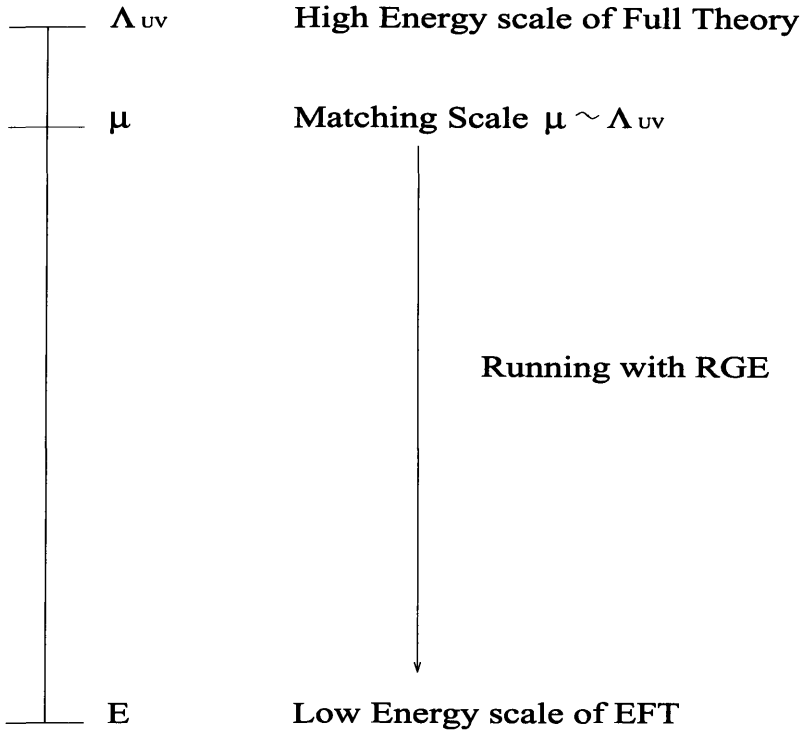 Λ UV High Energy scale of Full Theory
μ Matching Scale μ ~ Λ UV
Running with RGE
E Low Energy scale of EFT